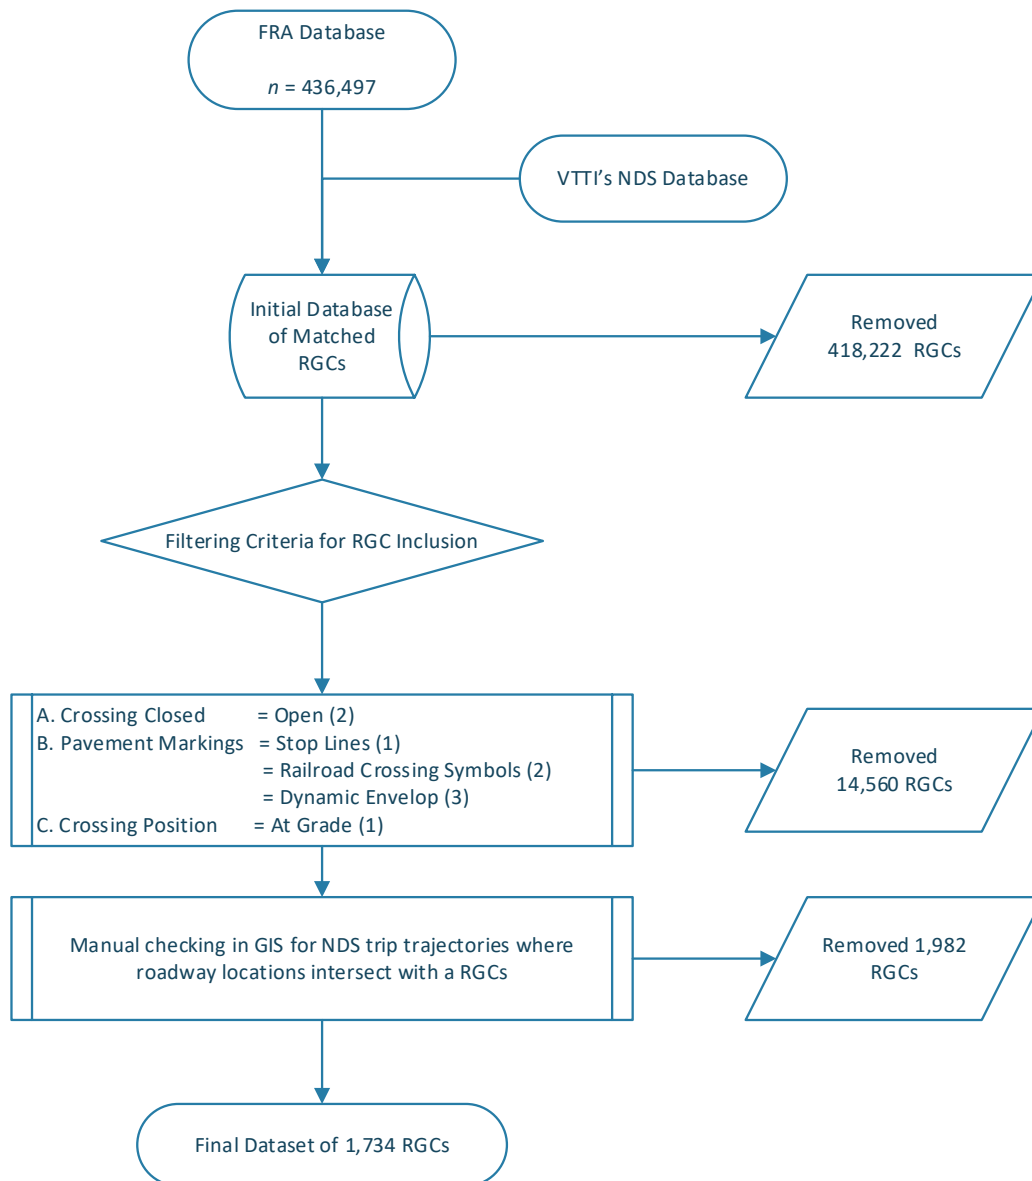 FRA Database
n = 436,497
VTTI's NDS Database
Initial Database
of Matched
RGCs
Removed
418,222 RGCs
Filtering Criteria for RGC Inclusion
A. Crossing Closed = Open (2)
B. Pavement Markings = Stop Lines (1)
= Railroad Crossing Symbols (2)
= Dynamic Envelop (3)
C. Crossing Position = At Grade (1)
Removed
14,560 RGCs
Manual checking in GIS for NDS trip trajectories where
roadway locations intersect with a RGCs
Removed 1,982
RGCs
Final Dataset of 1,734 RGCs